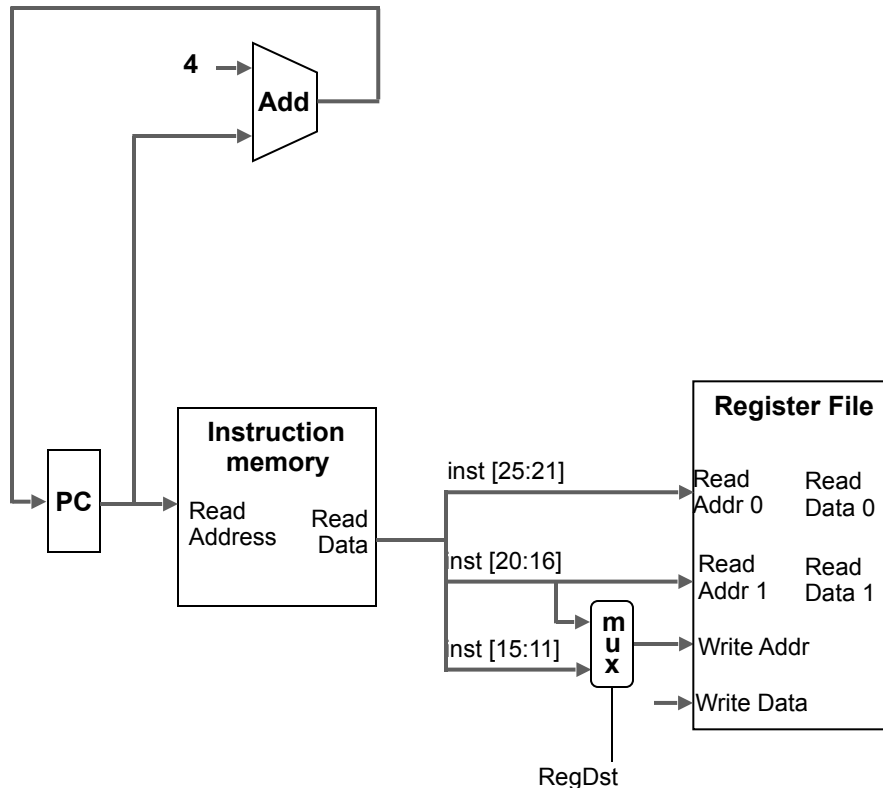 4
Add
Register File
Instruction
memory
inst [25:21]
PC
Read
Address
Read
Data
Read
Addr 0
Read
Data 0
inst [20:16]
Read
Addr 1
Read
Data 1
m
u
x
inst [15:11]
Write Addr
Write Data
RegDst